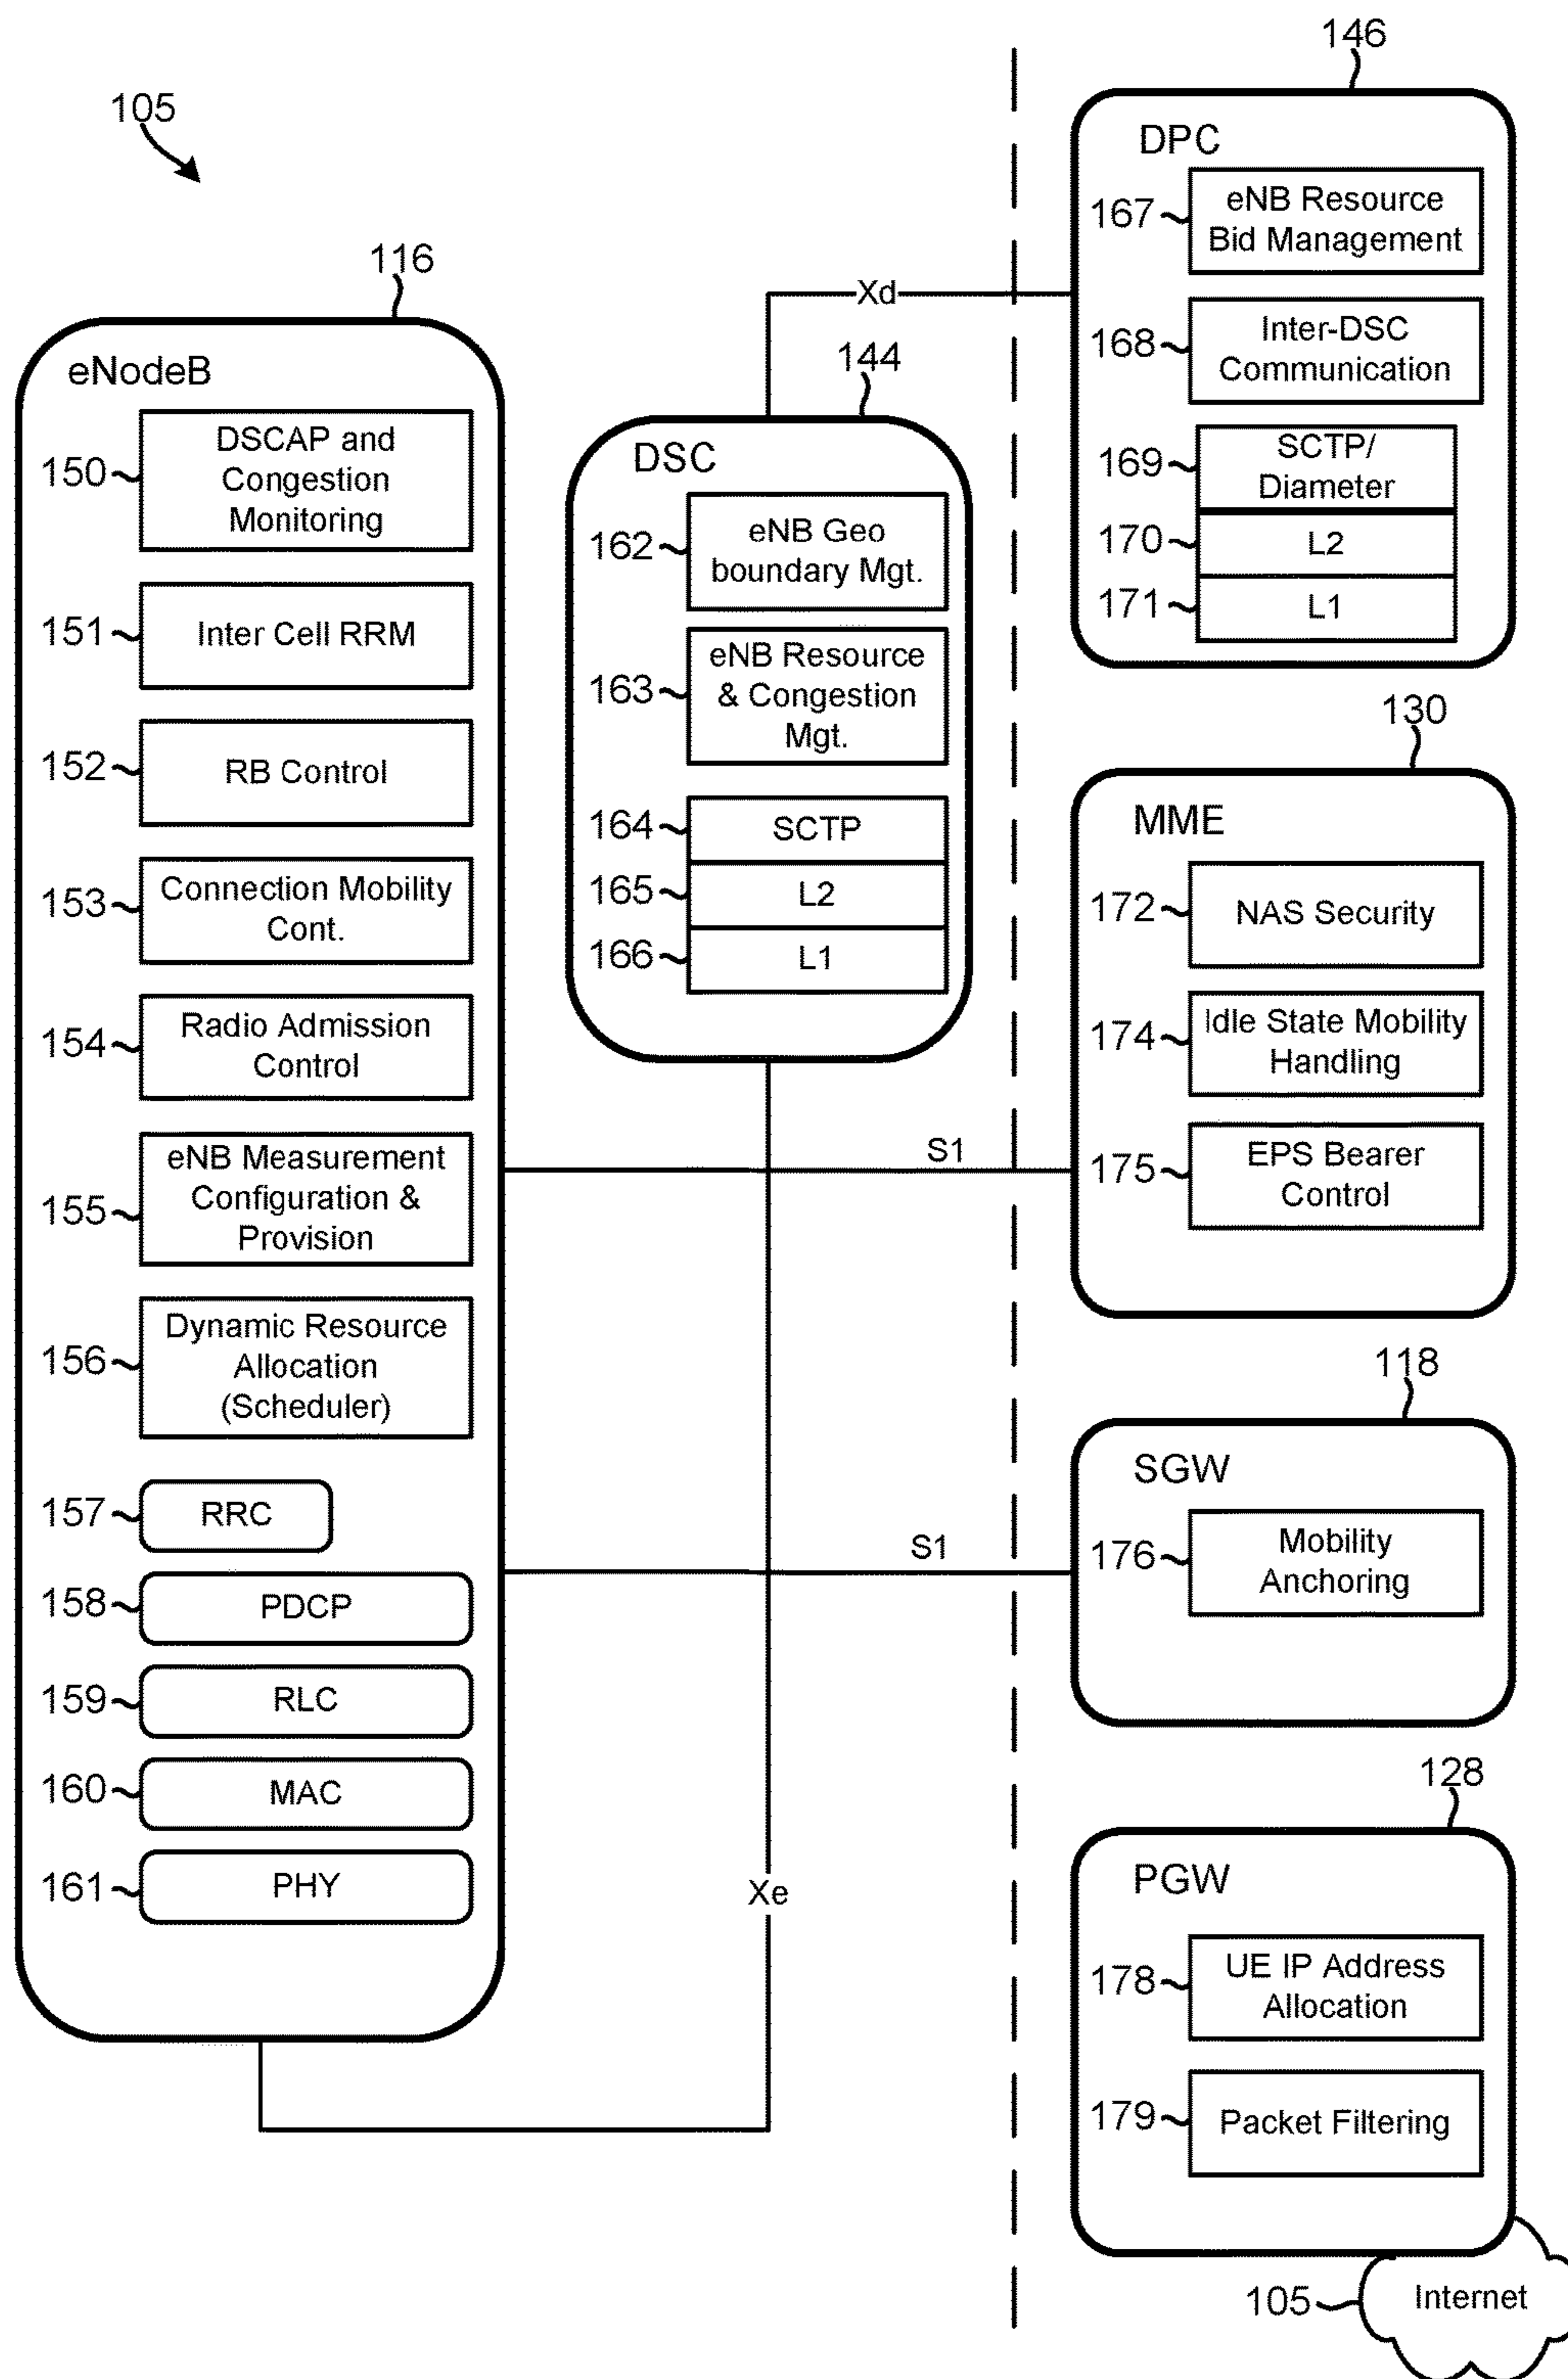 105
116
eNodeB
150
DSCAP and
Congestion
Monitoring
151
Inter Cell RRM
152
RB Control
153
Connection Mobility
Cont.
154
Radio Admission
Control
155
eNB Measurement
Configuration &
Provision
156
Dynamic Resource
Allocation
(Scheduler)
157
RRC
158
PDCP
159
RLC
160
MAC
161
PHY
Xd
144
DSC
162
eNB Geo
boundary Mgt.
163
eNB Resource
& Congestion
Mgt.
164
SCTP
165
L2
166
L1
S1
S1
Xe
146
DPC
167
eNB Resource
Bid Management
168
Inter-DSC
Communication
169
SCTP/
Diameter
170
L2
171
L1
130
MME
172
NAS Security
174
Idle State Mobility
Handling
175
EPS Bearer
Control
118
SGW
176
Mobility
Anchoring
128
PGW
178
UE IP Address
Allocation
179
Packet Filtering
105
Internet